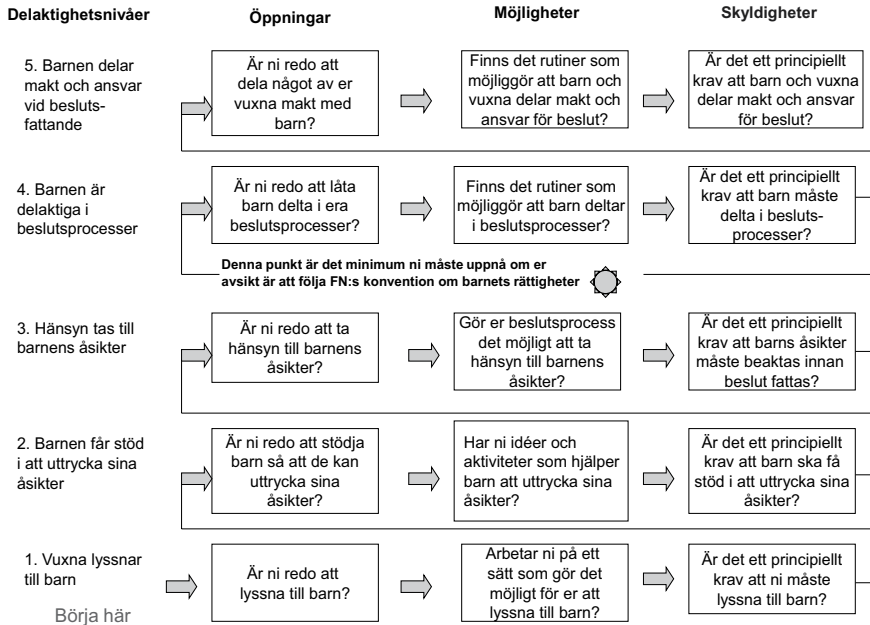 Delaktighetsnivåer
Öppningar
Möjligheter
Skyldigheter
5. Barnen delar
makt och ansvar
vid besluts-
fattande
Är ni redo att
dela något av er
vuxna makt med
barn?
Finns det rutiner som
möjliggör att barn och
vuxna delar makt och
ansvar för beslut?
Är det ett principiellt
krav att barn och vuxna
delar makt och ansvar
för beslut?
4. Barnen är
delaktiga i
beslutsprocesser
Är ni redo att låta
barn delta i era
beslutsprocesser?
Finns det rutiner som
möjliggör att barn deltar
i beslutsprocesser?
Är det ett principiellt
krav att barn måste
delta i besluts-
processer?
Denna punkt är det minimum ni måste uppnå om er
avsikt är att följa FN:s konvention om barnets rättigheter
3. Hänsyn tas till
barnens åsikter
Är ni redo att ta
hänsyn till barnens
åsikter?
Gör er beslutsprocess
det möjligt att ta
hänsyn till barnens
åsikter?
Är det ett principiellt
krav att barns åsikter
måste beaktas innan
beslut fattas?
2. Barnen får stöd
i att uttrycka sina
åsikter
Är ni redo att stödja
barn så att de kan
uttrycka sina
åsikter?
Har ni idéer och
aktiviteter som hjälper
barn att uttrycka sina
åsikter?
Är det ett principiellt
krav att barn ska få
stöd i att uttrycka sina
åsikter?
1. Vuxna lyssnar
till barn
Är ni redo att
lyssna till barn?
Arbetar ni på ett
sätt som gör det
möjligt för er att
lyssna till barn?
Är det ett principiellt
krav att ni måste
lyssna till barn?
Börja här